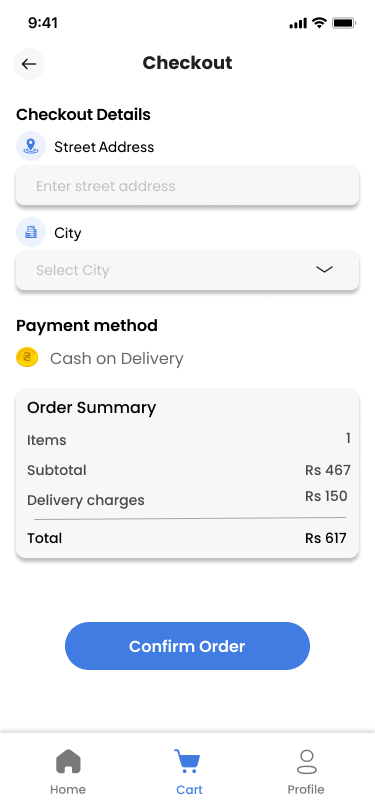 9:41
Checkout
Checkout Details
Street Address
Enter street address
City
Select City
Payment method
Cash on Delivery
Order Summary
Items 1
Subtotal Rs 467
Delivery charges Rs 150
Total Rs 617
Confirm Order
Home Cart Profile